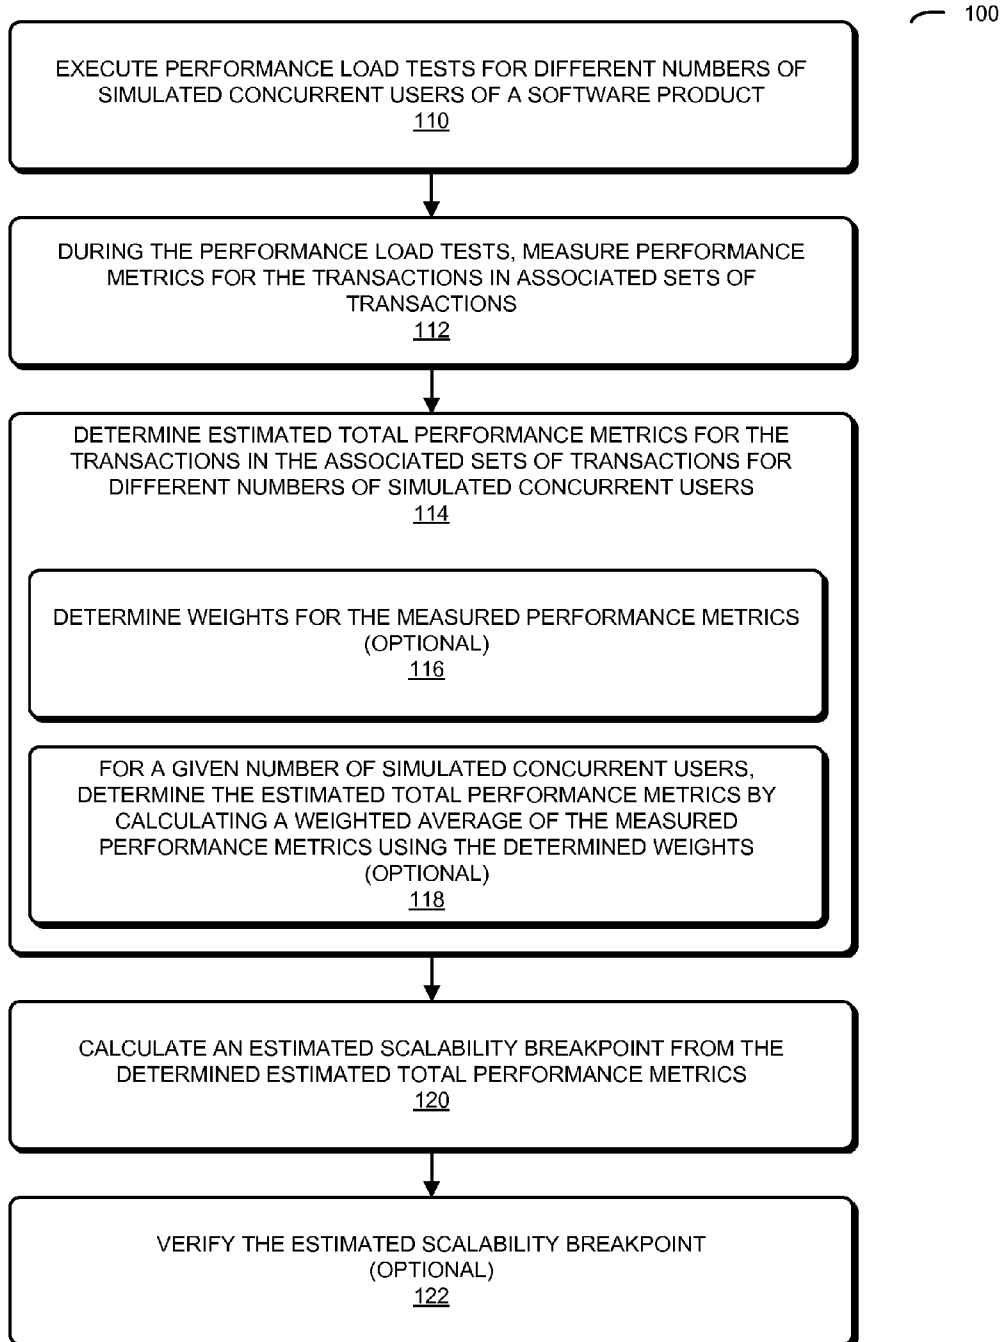 100
EXECUTE PERFORMANCE LOAD TESTS FOR DIFFERENT NUMBERS OF
SIMULATED CONCURRENT USERS OF A SOFTWARE PRODUCT
110
DURING THE PERFORMANCE LOAD TESTS, MEASURE PERFORMANCE
METRICS FOR THE TRANSACTIONS IN ASSOCIATED SETS OF
TRANSACTIONS
112
DETERMINE ESTIMATED TOTAL PERFORMANCE METRICS FOR THE
TRANSACTIONS IN THE ASSOCIATED SETS OF TRANSACTIONS FOR
DIFFERENT NUMBERS OF SIMULATED CONCURRENT USERS
114
DETERMINE WEIGHTS FOR THE MEASURED PERFORMANCE METRICS
(OPTIONAL)
116
FOR A GIVEN NUMBER OF SIMULATED CONCURRENT USERS,
DETERMINE THE ESTIMATED TOTAL PERFORMANCE METRICS BY
CALCULATING A WEIGHTED AVERAGE OF THE MEASURED
PERFORMANCE METRICS USING THE DETERMINED WEIGHTS
(OPTIONAL)
118
CALCULATE AN ESTIMATED SCALABILITY BREAKPOINT FROM THE
DETERMINED ESTIMATED TOTAL PERFORMANCE METRICS
120
VERIFY THE ESTIMATED SCALABILITY BREAKPOINT
(OPTIONAL)
122